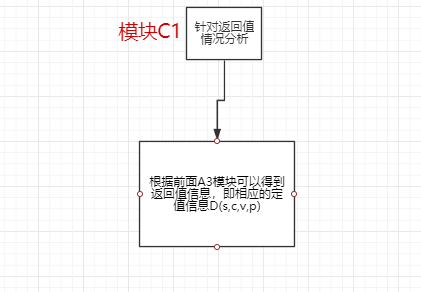 模块C1
针对返回值
情况分析
根据前面A3模块可以得到
返回值信息，即相应的定
值信息D(s,c,v,p)